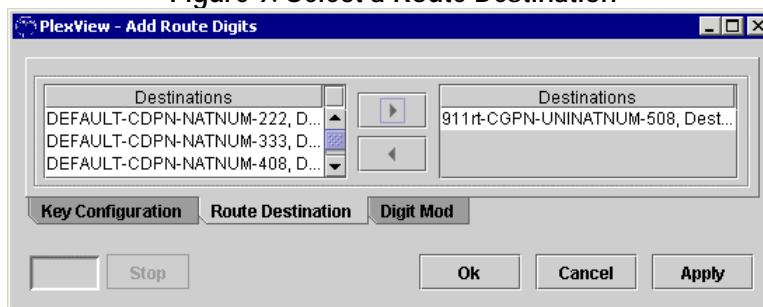 Figure 7. Select a Route Destination
PlexView - Add Route Digits
Destinations
DEFAULT-CDPN-NATNUM-222, D...
DEFAULT-CDPN-NATNUM-333, D...
DEFAULT-CDPN-NATNUM-408, D...
Destinations
911rt-CGPN-UNINATNUM-508, Dest...
Key Configuration Route Destination Digit Mod
Stop Ok Cancel Apply